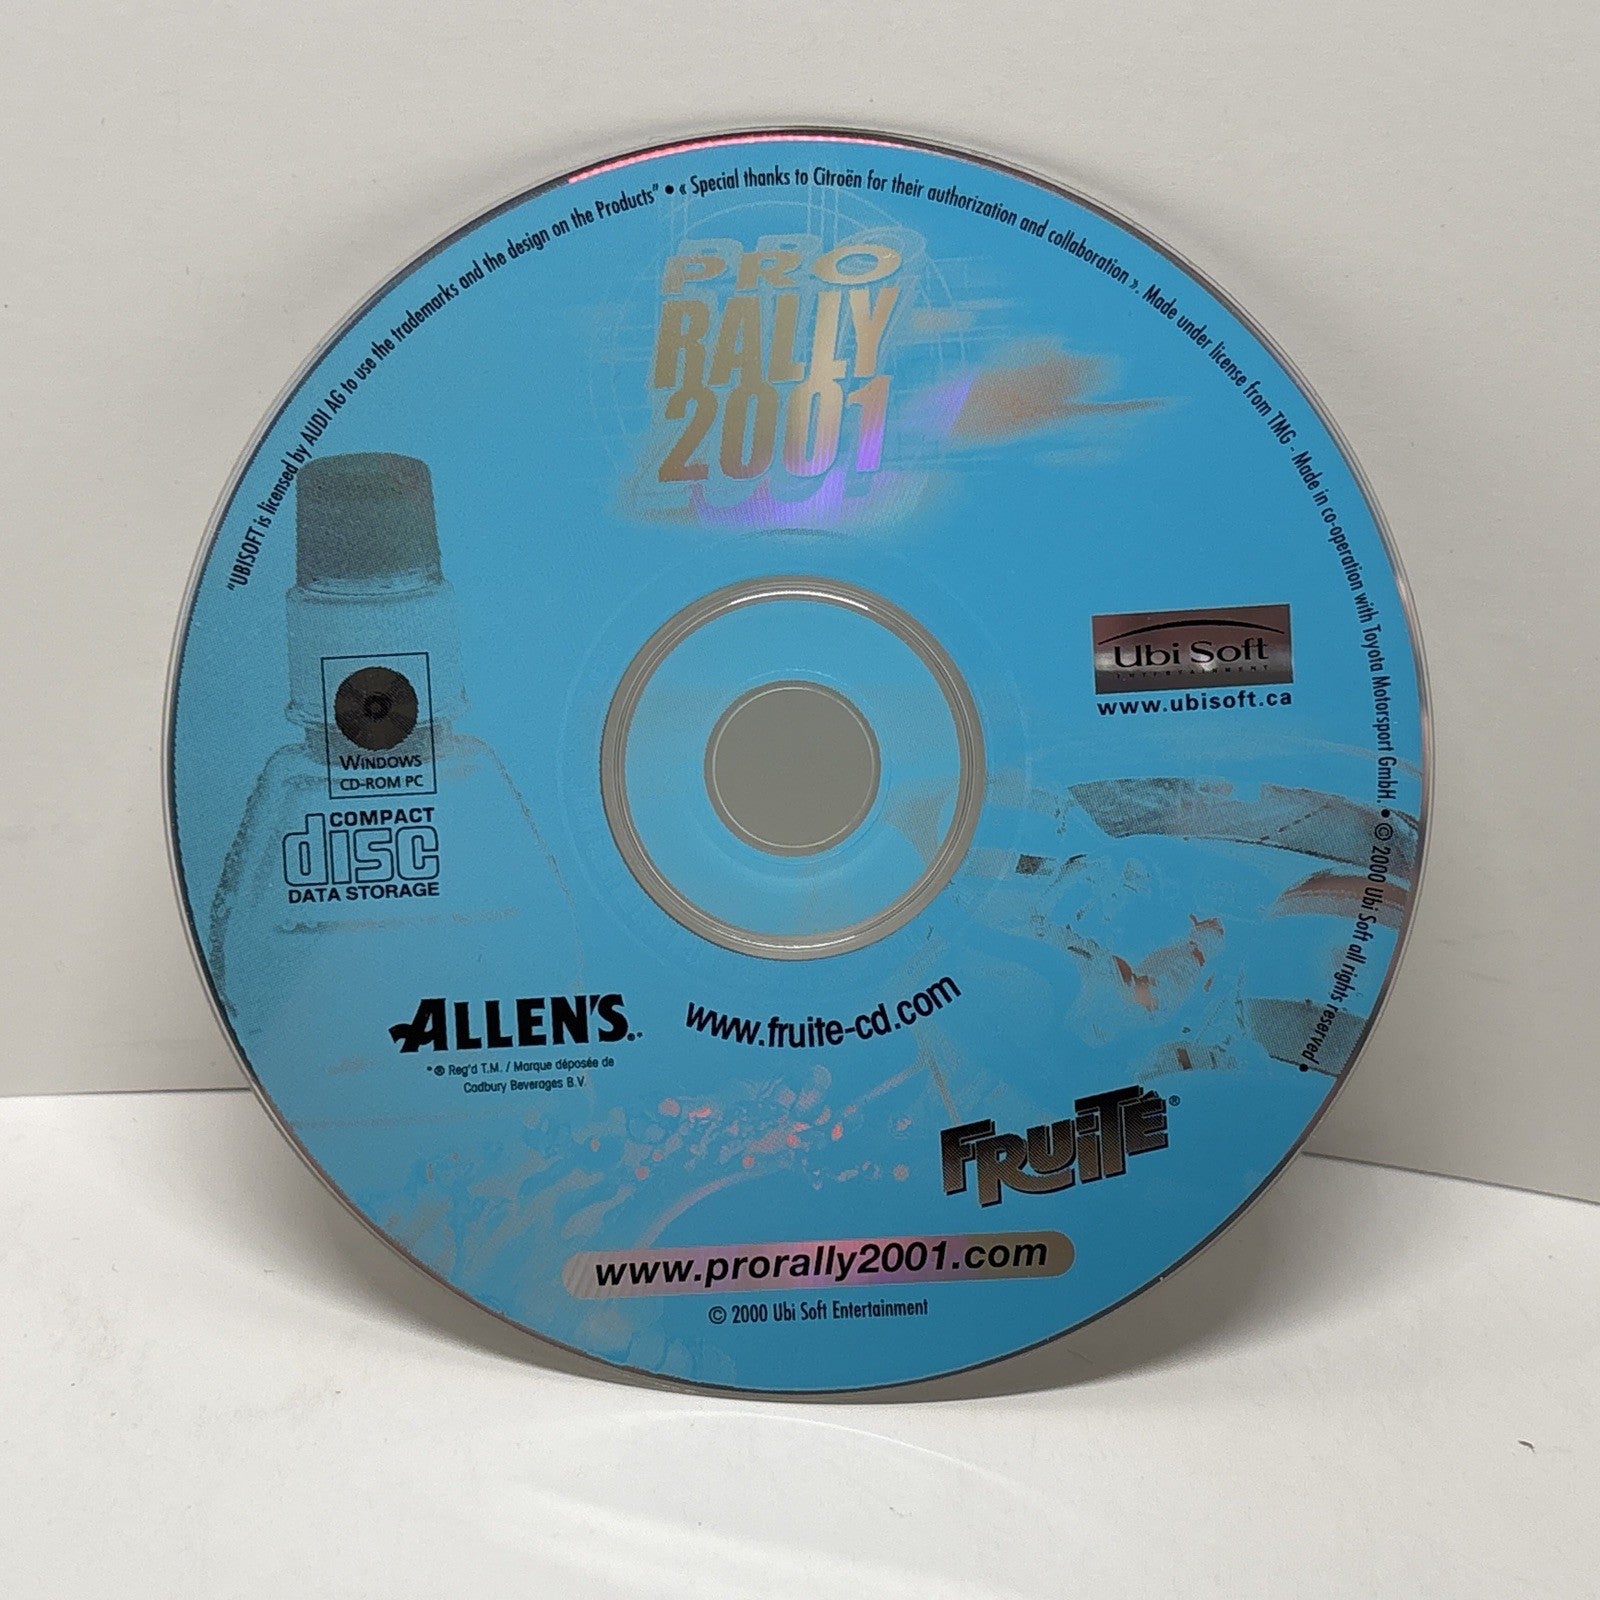 "UBISOFT is licensed by AUDI AG to use the trademarks and the design on the Products" • « Special thanks to Citroën for their authorization and collaboration ». Made under license from TMG - Made in co-operation with Toyota Motorsport GmbH. • © 2000 Ubi Soft all rights reserved •
PRO
RALLY
2001
Ubi Soft
ENTERTAINMENT
www.ubisoft.ca
WINDOWS
CD-ROM PC
COMPACT
disc
DATA STORAGE
ALLEN'S.*
* ® Reg'd T.M. / Marque déposée de
Cadbury Beverages B.V.
www.fruite-cd.com
FRUITÉ®
www.prorally2001.com
© 2000 Ubi Soft Entertainment